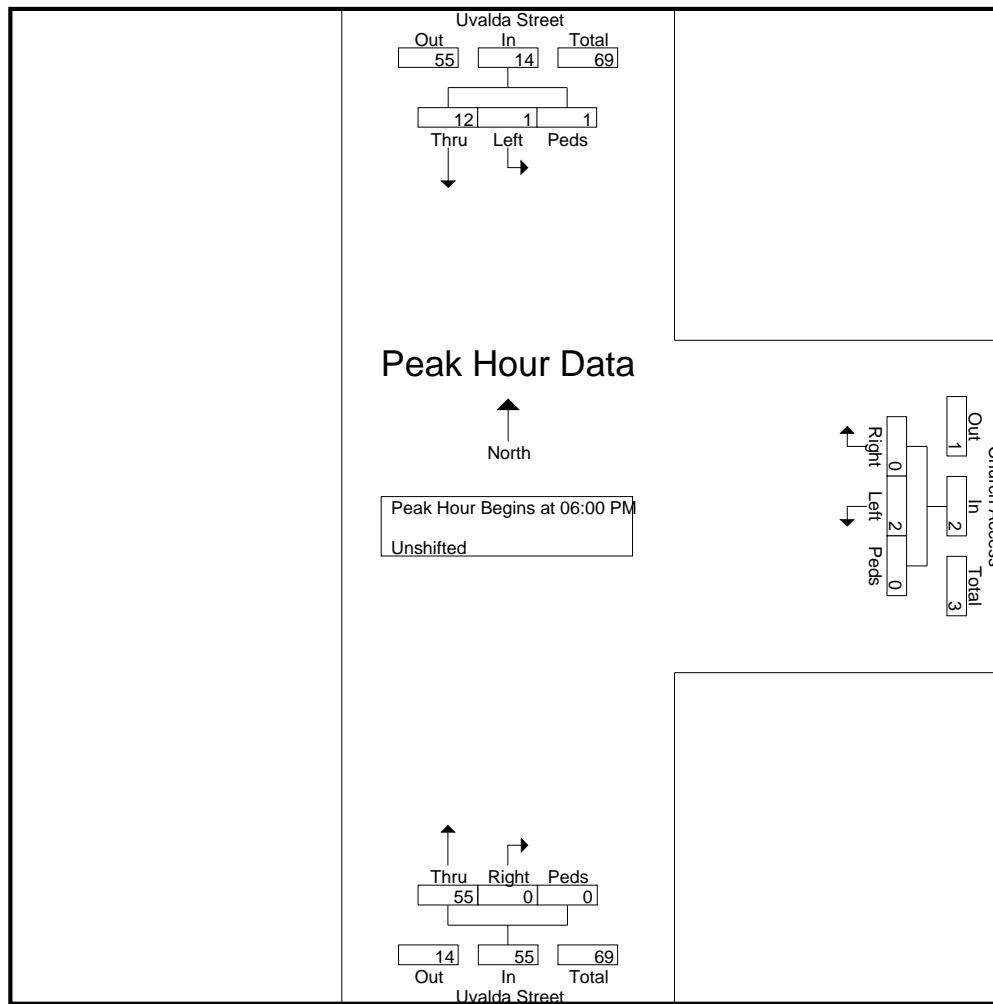 Uvalda Street
Out In Total
55 14 69
12 1 1
Thru Left Peds
Peak Hour Data
North
Peak Hour Begins at 06:00 PM
Unshifted
Out In Total
1 2 3
Right Left Peds
0 2 0
Thru Right Peds
55 0 0
14 55 69
Out In Total
Uvalda Street